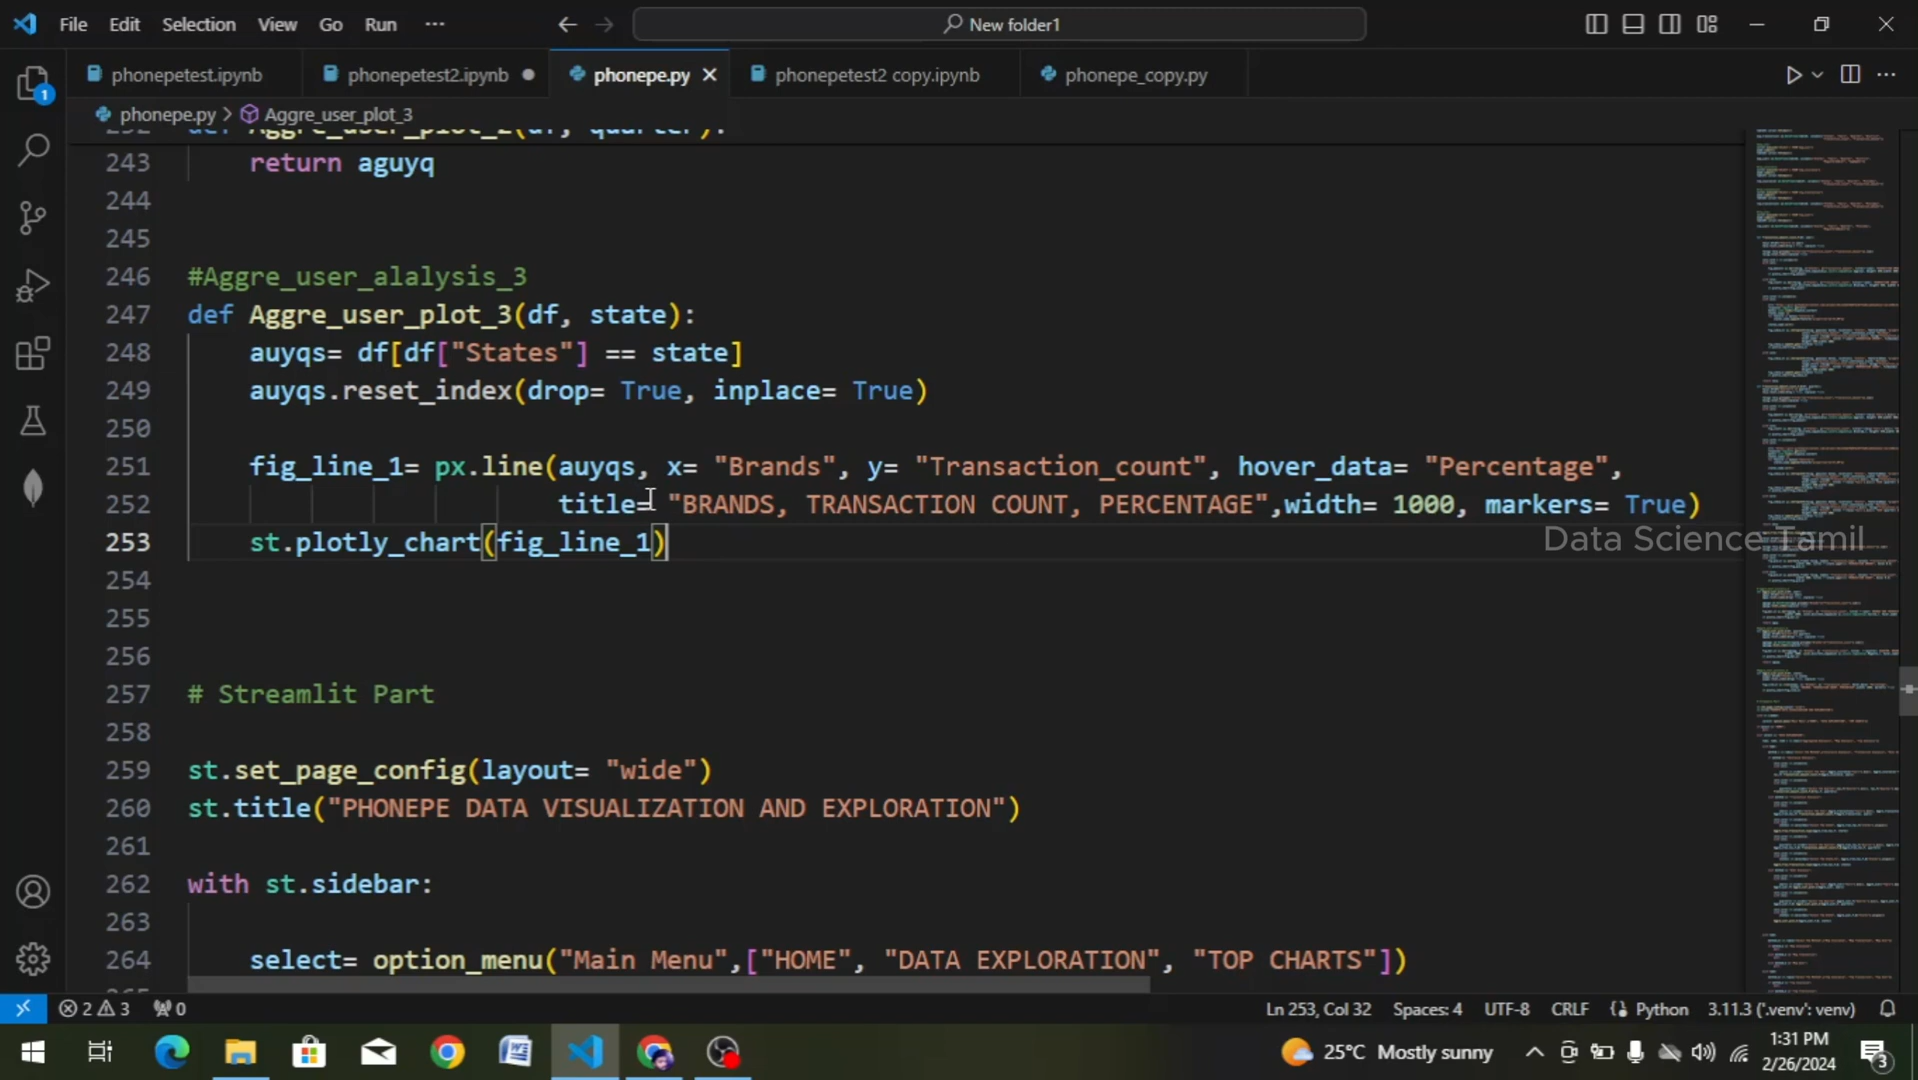 File Edit Selection View Go Run ··· New folder1
phonepetest.ipynb phonepetest2.ipynb phonepe.py phonepetest2 copy.ipynb phonepe_copy.py
1
phonepe.py > Aggre_user_plot_3
def Aggre_user_plot_2(df, quarter):
243 return aguyq
244
245
246 #Aggre_user_alalysis_3
247 def Aggre_user_plot_3(df, state):
248 auyqs= df[df["States"] == state]
249 auyqs.reset_index(drop= True, inplace= True)
250
251 fig_line_1= px.line(auyqs, x= "Brands", y= "Transaction_count", hover_data= "Percentage",
252 title= "BRANDS, TRANSACTION COUNT, PERCENTAGE",width= 1000, markers= True)
253 st.plotly_chart(fig_line_1)
Data Science Tamil
254
255
256
257 # Streamlit Part
258
259 st.set_page_config(layout= "wide")
260 st.title("PHONEPE DATA VISUALIZATION AND EXPLORATION")
261
262 with st.sidebar:
263
264 select= option_menu("Main Menu",["HOME", "DATA EXPLORATION", "TOP CHARTS"])
2 3 0 Ln 253, Col 32 Spaces: 4 UTF-8 CRLF Python 3.11.3 ('.venv': venv)
25°C Mostly sunny 1:31 PM
2/26/2024 3